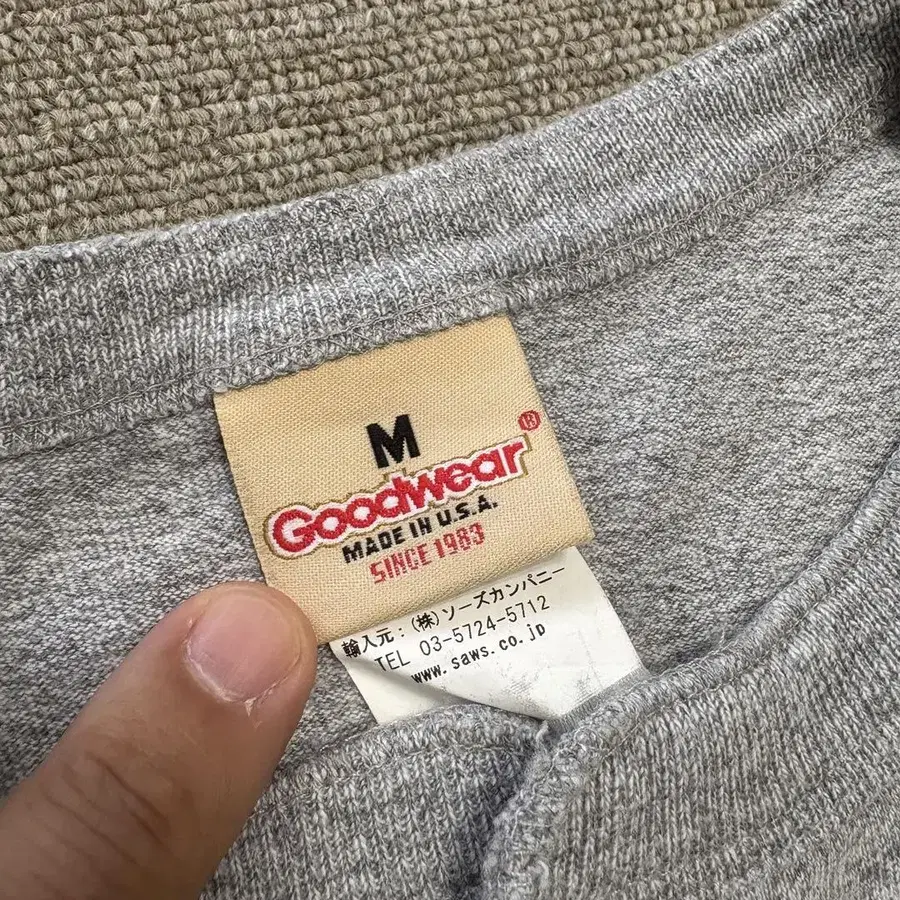 M
Goodwear®
MADE IN U.S.A.
SINCE 1983
輸入元：(株)ソーズカンパニー
TEL 03-5724-5712
www.saws.co.jp